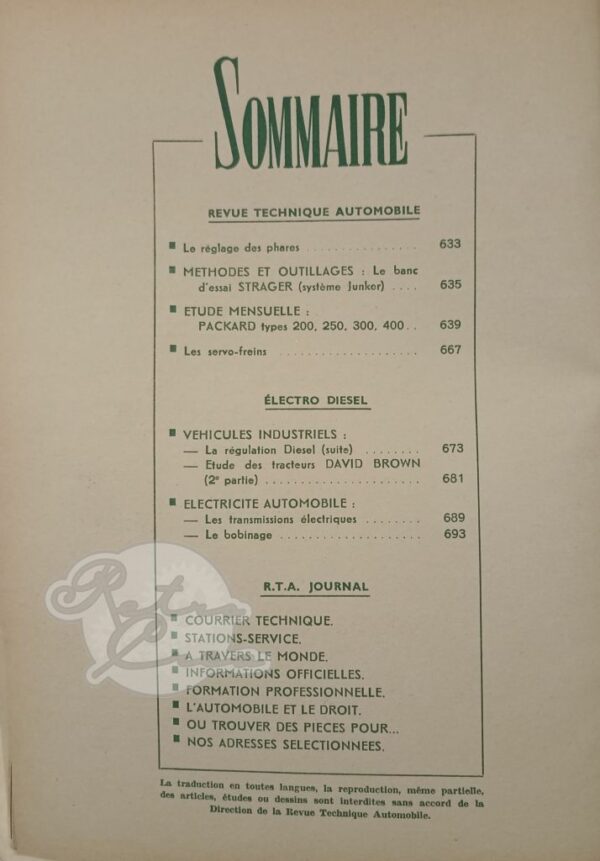 SOMMAIRE
REVUE TECHNIQUE AUTOMOBILE
■ Le réglage des phares . . . . . . . . . . . . . . . . 633
■ METHODES ET OUTILLAGES : Le banc
d'essai STRAGER (système Junker) . . . . 635
■ ETUDE MENSUELLE :
PACKARD types 200, 250, 300, 400 . . 639
■ Les servo-freins . . . . . . . . . . . . . . . . . . . 667
ÉLECTRO DIESEL
■ VEHICULES INDUSTRIELS :
— La régulation Diesel (suite) . . . . . . . . 673
— Etude des tracteurs DAVID BROWN
(2e partie) . . . . . . . . . . . . . . . . . . . . . . 681
■ ELECTRICITE AUTOMOBILE :
— Les transmissions électriques . . . . . . . . 689
— Le bobinage . . . . . . . . . . . . . . . . . . . . 693
R.T.A. JOURNAL
■ COURRIER TECHNIQUE.
■ STATIONS-SERVICE.
■ A TRAVERS LE MONDE.
■ INFORMATIONS OFFICIELLES.
■ FORMATION PROFESSIONNELLE.
■ L'AUTOMOBILE ET LE DROIT.
■ OU TROUVER DES PIECES POUR...
■ NOS ADRESSES SELECTIONNEES.
La traduction en toutes langues, la reproduction, même partielle,
des articles, études ou dessins sont interdites sans accord de la
Direction de la Revue Technique Automobile.
Retro